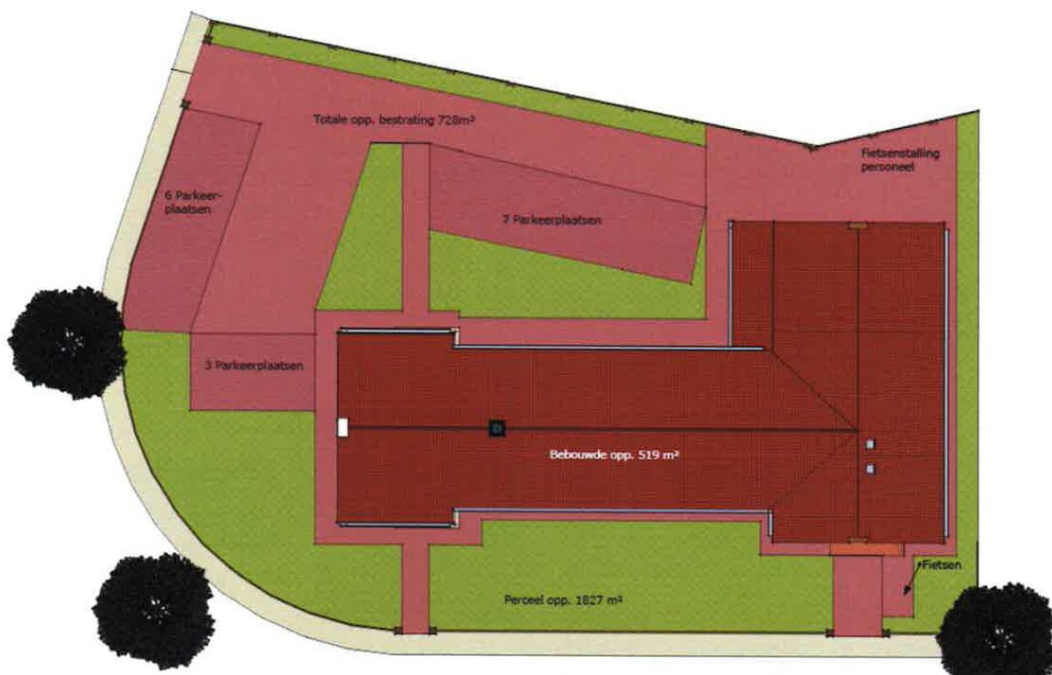 Totale opp. bestrating 728m²
Fietsenstalling
personeel
6 Parkeer-
plaatsen
7 Parkeerplaatsen
3 Parkeerplaatsen
Bebouwde opp. 519 m²
Fietsen
Perceel opp. 1827 m²